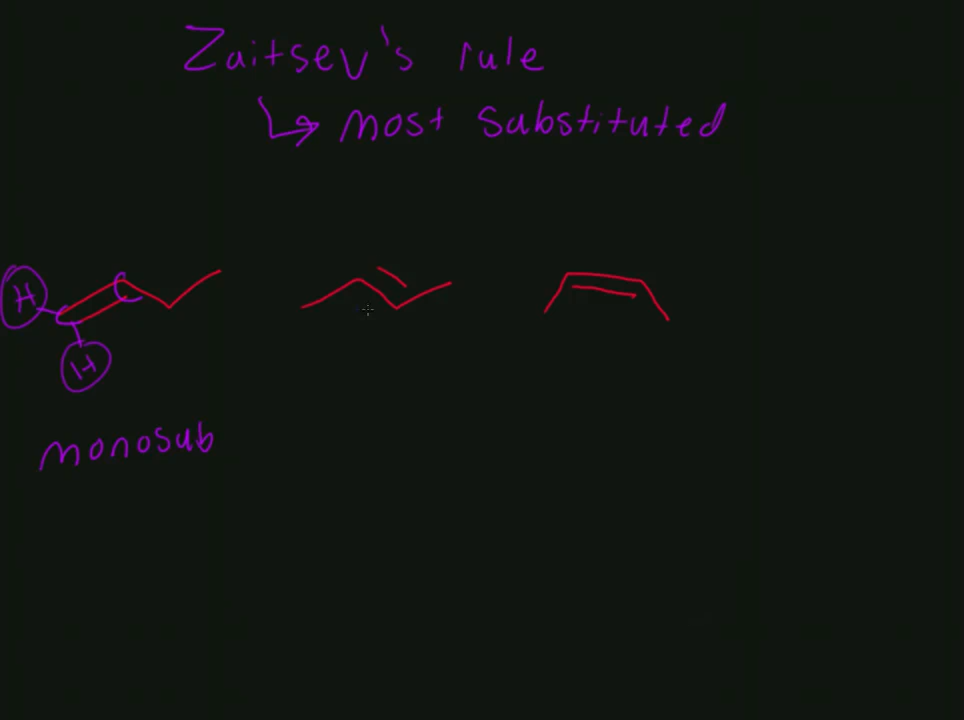 Zaitsev's rule
↳ most substituted
H C
C
H
monosub